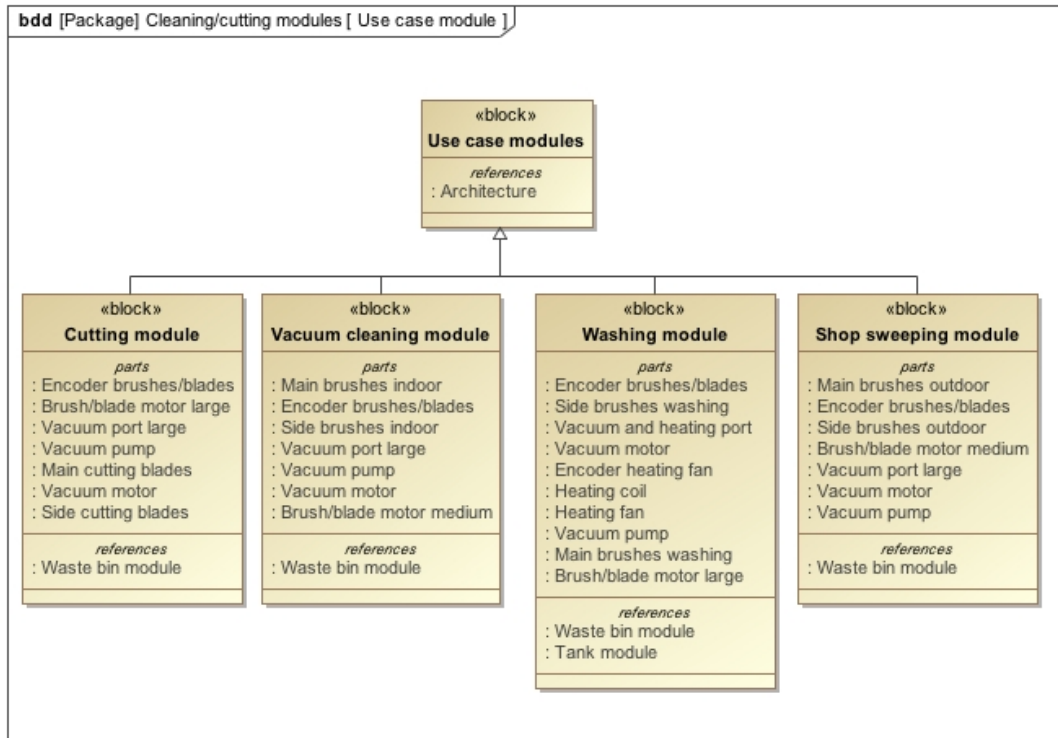 bdd [Package] Cleaning/cutting modules [ Use case module ]
«block»
Use case modules
references
: Architecture
«block»
Cutting module
parts
: Encoder brushes/blades
: Brush/blade motor large
: Vacuum port large
: Vacuum pump
: Main cutting blades
: Vacuum motor
: Side cutting blades
references
: Waste bin module
«block»
Vacuum cleaning module
parts
: Main brushes indoor
: Encoder brushes/blades
: Side brushes indoor
: Vacuum port large
: Vacuum pump
: Vacuum motor
: Brush/blade motor medium
references
: Waste bin module
«block»
Washing module
parts
: Encoder brushes/blades
: Side brushes washing
: Vacuum and heating port
: Vacuum motor
: Encoder heating fan
: Heating coil
: Heating fan
: Vacuum pump
: Main brushes washing
: Brush/blade motor large
references
: Waste bin module
: Tank module
«block»
Shop sweeping module
parts
: Main brushes outdoor
: Encoder brushes/blades
: Side brushes outdoor
: Brush/blade motor medium
: Vacuum port large
: Vacuum motor
: Vacuum pump
references
: Waste bin module